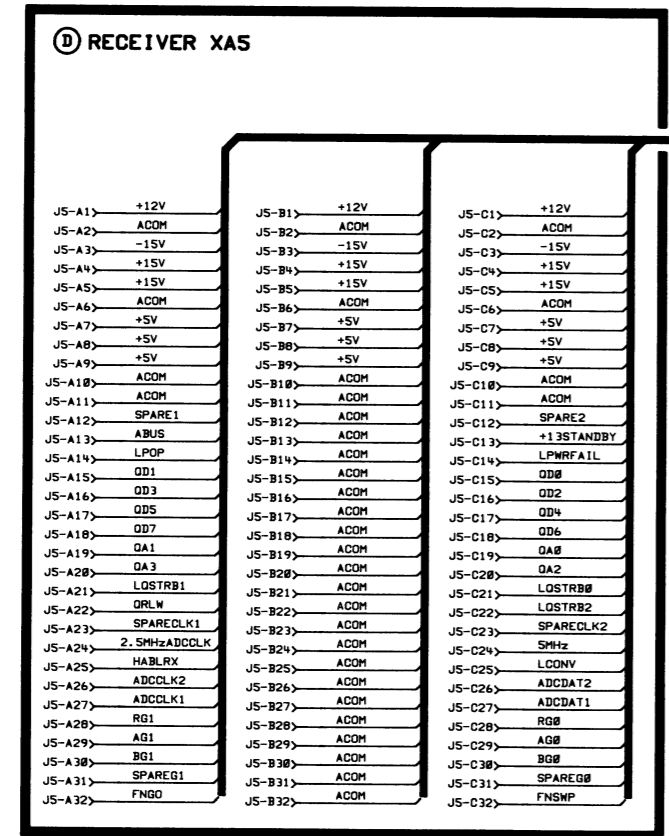 D RECEIVER XA5
J5-A1 +12V J5-B1 +12V J5-C1 +12V
J5-A2 ACOM J5-B2 ACOM J5-C2 ACOM
J5-A3 -15V J5-B3 -15V J5-C3 -15V
J5-A4 +15V J5-B4 +15V J5-C4 +15V
J5-A5 +15V J5-B5 +15V J5-C5 +15V
J5-A6 ACOM J5-B6 ACOM J5-C6 ACOM
J5-A7 +5V J5-B7 +5V J5-C7 +5V
J5-A8 +5V J5-B8 +5V J5-C8 +5V
J5-A9 +5V J5-B9 +5V J5-C9 +5V
J5-A10 ACOM J5-B10 ACOM J5-C10 ACOM
J5-A11 ACOM J5-B11 ACOM J5-C11 ACOM
J5-A12 SPARE1 J5-B12 ACOM J5-C12 SPARE2
J5-A13 ABUS J5-B13 ACOM J5-C13 +13STANDBY
J5-A14 LPOP J5-B14 ACOM J5-C14 LPWRFAIL
J5-A15 QD1 J5-B15 ACOM J5-C15 QD0
J5-A16 QD3 J5-B16 ACOM J5-C16 QD2
J5-A17 QD5 J5-B17 ACOM J5-C17 QD4
J5-A18 QD7 J5-B18 ACOM J5-C18 QD6
J5-A19 QA1 J5-B19 ACOM J5-C19 QA0
J5-A20 QA3 J5-B20 ACOM J5-C20 QA2
J5-A21 LQSTRB1 J5-B21 ACOM J5-C21 LQSTRB0
J5-A22 QRLW J5-B22 ACOM J5-C22 LQSTRB2
J5-A23 SPARECLK1 J5-B23 ACOM J5-C23 SPARECLK2
J5-A24 2.5MHzADCCLK J5-B24 ACOM J5-C24 5MHz
J5-A25 HABLRX J5-B25 ACOM J5-C25 LCONV
J5-A26 ADCCLK2 J5-B26 ACOM J5-C26 ADCDAT2
J5-A27 ADCCLK1 J5-B27 ACOM J5-C27 ADCDAT1
J5-A28 RG1 J5-B28 ACOM J5-C28 RG0
J5-A29 AG1 J5-B29 ACOM J5-C29 AG0
J5-A30 BG1 J5-B30 ACOM J5-C30 BG0
J5-A31 SPAREG1 J5-B31 ACOM J5-C31 SPAREG0
J5-A32 FNGO J5-B32 ACOM J5-C32 FNSWP